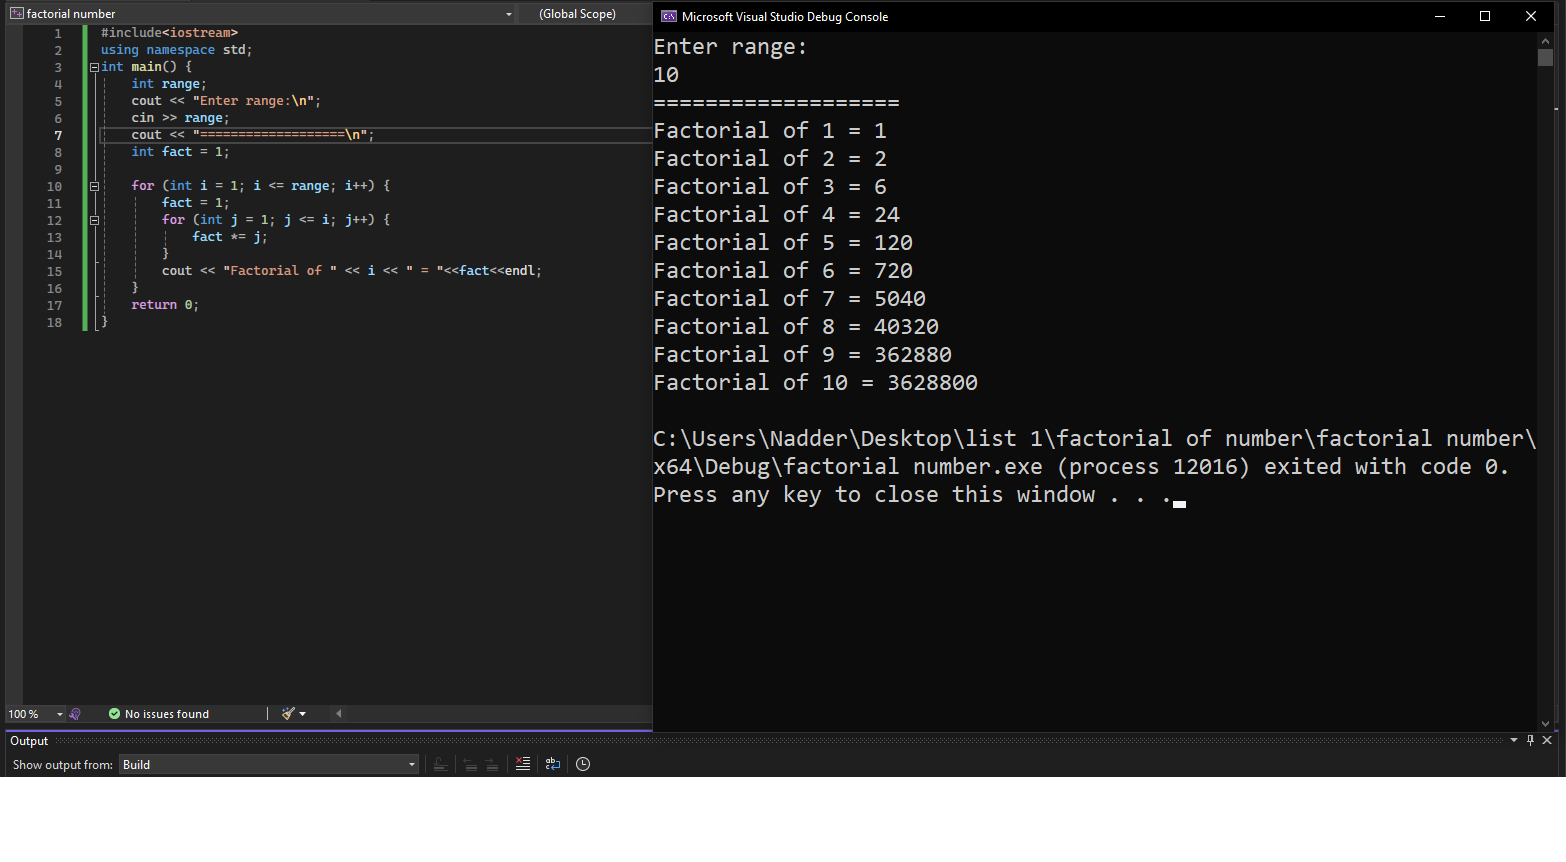 factorial number
(Global Scope)
1 #include<iostream>
2 using namespace std;
3 int main() {
4 int range;
5 cout << "Enter range:\n";
6 cin >> range;
7 cout << "===================\n";
8 int fact = 1;
9
10 for (int i = 1; i <= range; i++) {
11 fact = 1;
12 for (int j = 1; j <= i; j++) {
13 fact *= j;
14 }
15 cout << "Factorial of " << i << " = "<<fact<<endl;
16 }
17 return 0;
18 }
100 %
No issues found
Microsoft Visual Studio Debug Console
Enter range:
10
===================
Factorial of 1 = 1
Factorial of 2 = 2
Factorial of 3 = 6
Factorial of 4 = 24
Factorial of 5 = 120
Factorial of 6 = 720
Factorial of 7 = 5040
Factorial of 8 = 40320
Factorial of 9 = 362880
Factorial of 10 = 3628800
C:\Users\Nadder\Desktop\list 1\factorial of number\factorial number\
x64\Debug\factorial number.exe (process 12016) exited with code 0.
Press any key to close this window . . .
Output
Show output from: Build